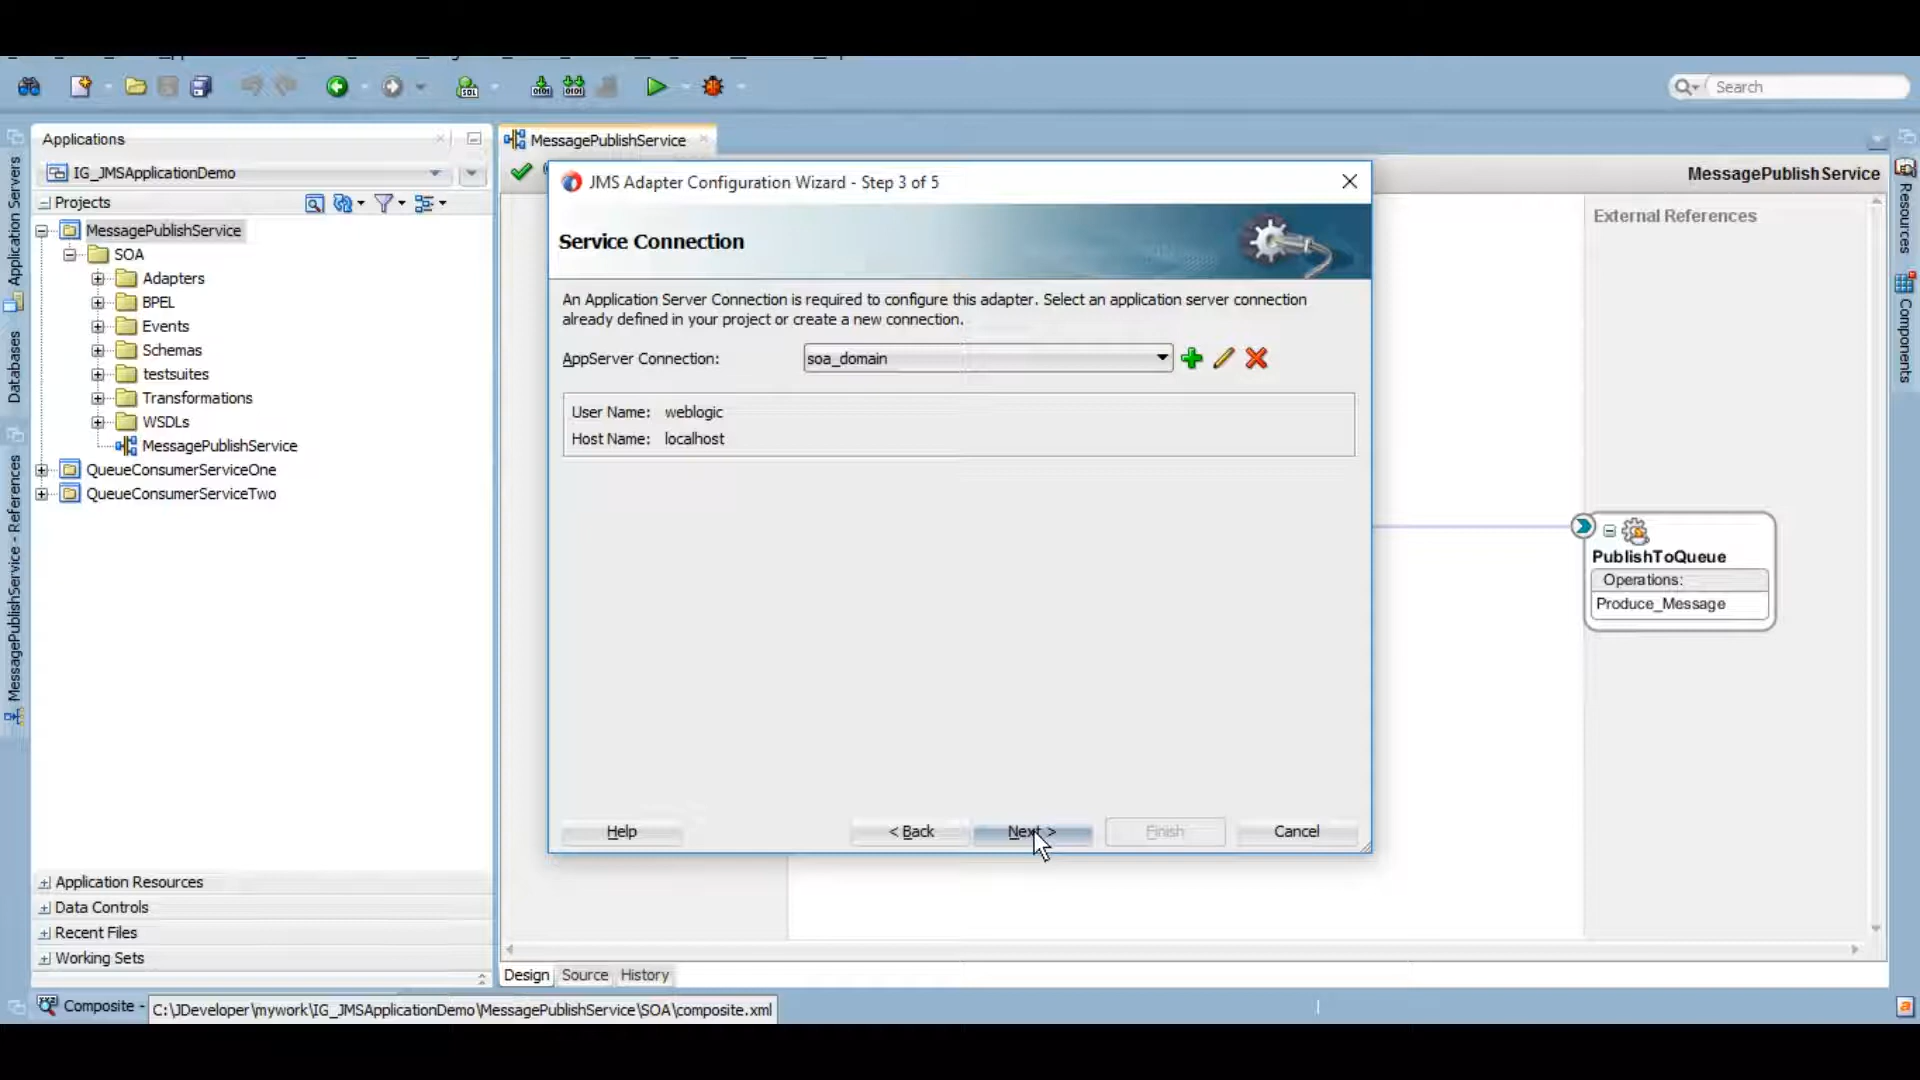 Search
Applications
IG_JMSApplicationDemo
Projects
MessagePublishService
SOA
Adapters
BPEL
Events
Schemas
testsuites
Transformations
WSDLs
MessagePublishService
QueueConsumerServiceOne
QueueConsumerServiceTwo
Application Resources
Data Controls
Recent Files
Working Sets
Application Servers
Databases
MessagePublishService - References
MessagePublishService
MessagePublishService
JMS Adapter Configuration Wizard - Step 3 of 5
Service Connection
An Application Server Connection is required to configure this adapter. Select an application server connection
already defined in your project or create a new connection.
AppServer Connection: soa_domain
User Name: weblogic
Host Name: localhost
Help < Back Next > Finish Cancel
External References
PublishToQueue
Operations:
Produce_Message
Resources
Components
Design Source History
Composite - C:\JDeveloper\mywork\IG_JMSApplicationDemo\MessagePublishService\SOA\composite.xml